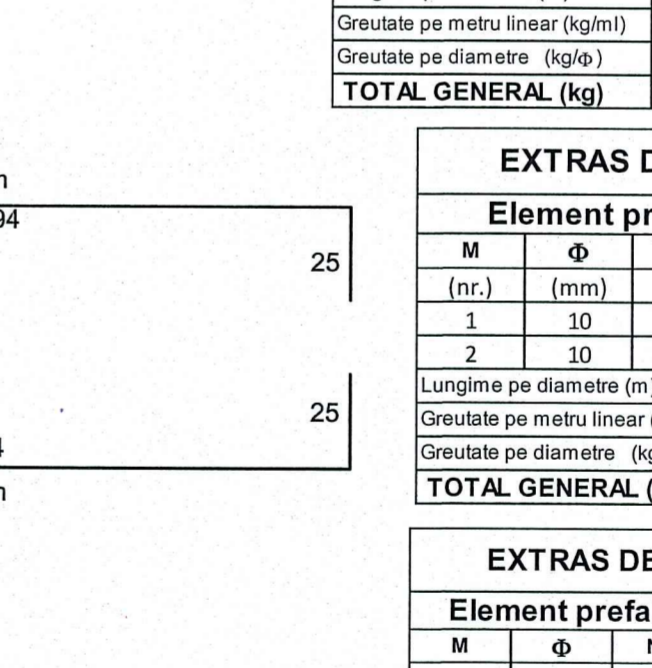 Greutate pe metru linear (kg/ml)
Greutate pe diametre (kg/Φ)
TOTAL GENERAL (kg)
94
25
25
EXTRAS D
Element pr
M Φ
(nr.) (mm)
1 10
2 10
Lungime pe diametre (m)
Greutate pe metru linear (
Greutate pe diametre (kg
TOTAL GENERAL (
EXTRAS DE
Element prefa
M Φ N